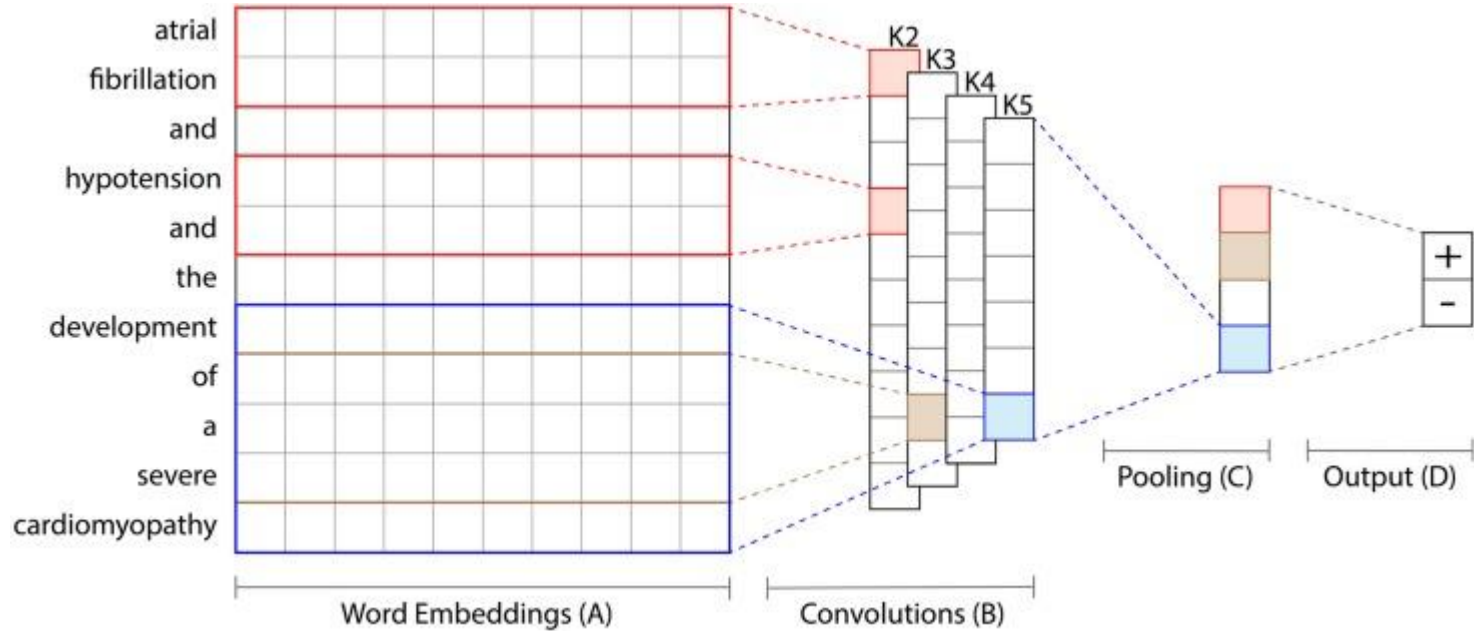 atrial
fibrillation
and
hypotension
and
the
development
of
a
severe
cardiomyopathy
K2
K3
K4
K5
+
-
Word Embeddings (A)
Convolutions (B)
Pooling (C)
Output (D)